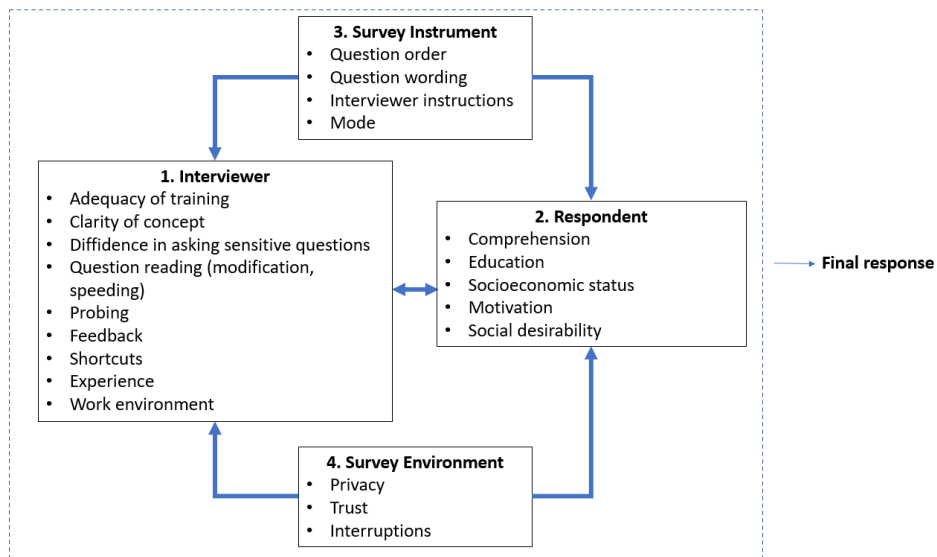 3. Survey Instrument
• Question order
• Question wording
• Interviewer instructions
• Mode
1. Interviewer
• Adequacy of training
• Clarity of concept
• Diffidence in asking sensitive questions
• Question reading (modification,
speeding)
• Probing
• Feedback
• Shortcuts
• Experience
• Work environment
2. Respondent
• Comprehension
• Education
• Socioeconomic status
• Motivation
• Social desirability
Final response
4. Survey Environment
• Privacy
• Trust
• Interruptions